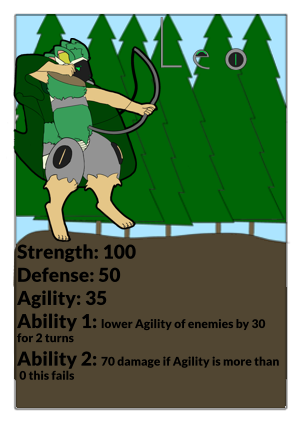 Leo
Strength: 100
Defense: 50
Agility: 35
Ability 1: lower Agility of enemies by 30
for 2 turns
Ability 2: 70 damage if Agility is more than
0 this fails